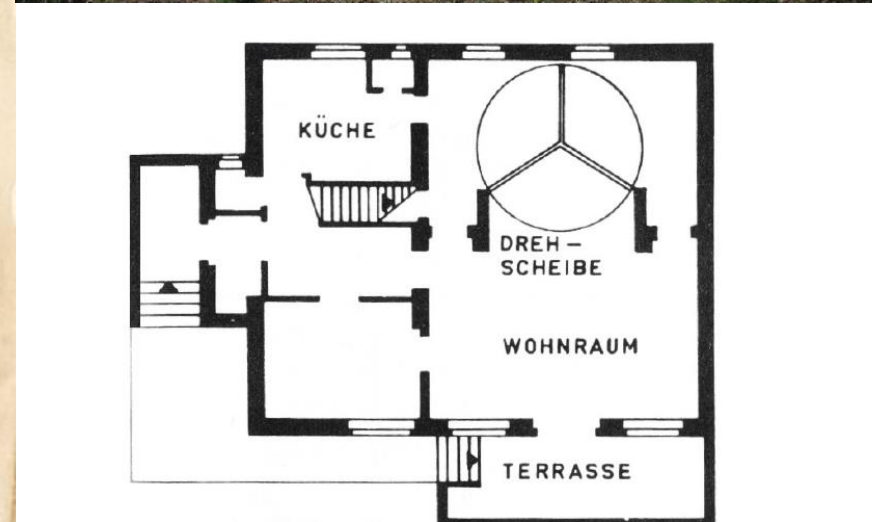 KÜCHE
DREH-
SCHEIBE
WOHNRAUM
TERRASSE